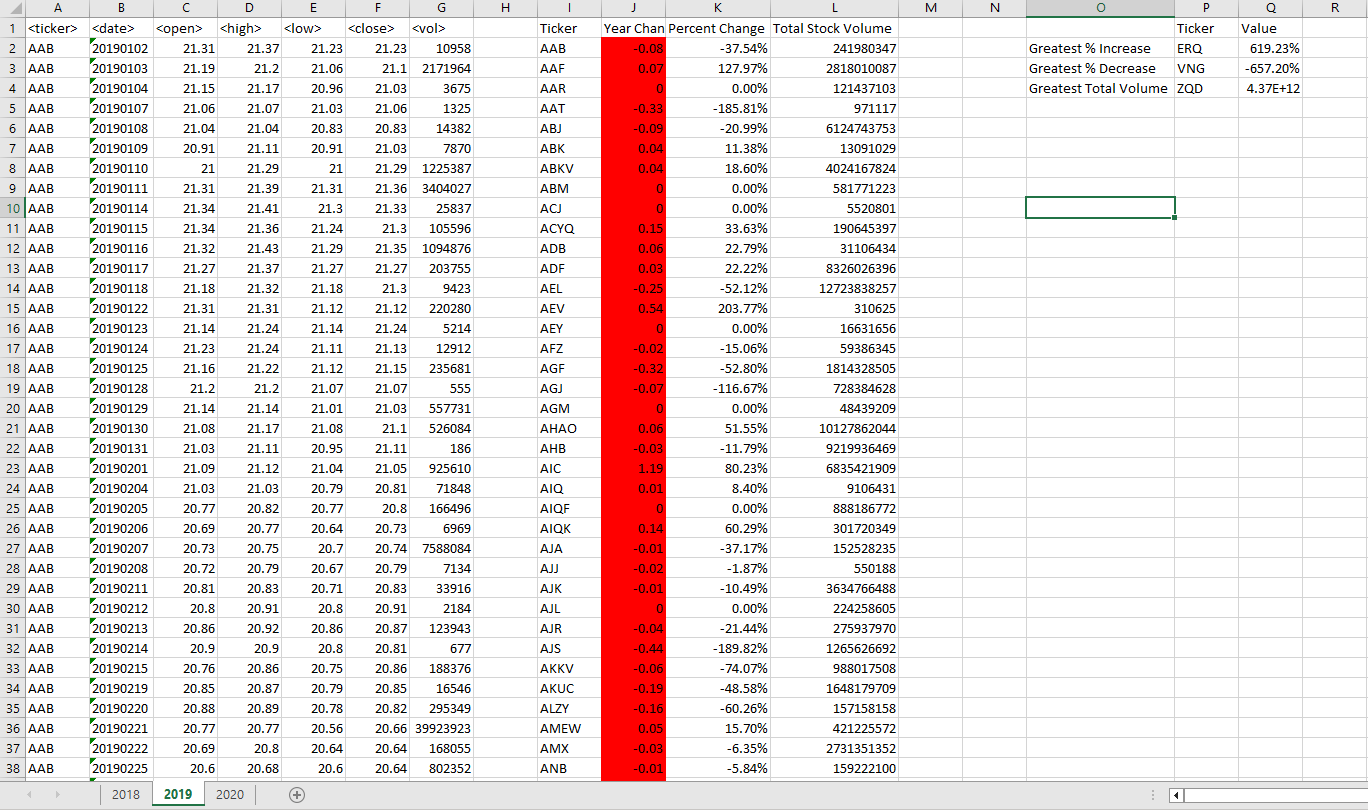 A B C D E F G H I J K L M N O P Q R
1 <ticker> <date> <open> <high> <low> <close> <vol> Ticker Year Chan Percent Change Total Stock Volume Ticker Value
2 AAB 20190102 21.31 21.37 21.23 21.23 10958 AAB -0.08 -37.54% 241980347 Greatest % Increase ERQ 619.23%
3 AAB 20190103 21.19 21.2 21.06 21.1 2171964 AAF 0.07 127.97% 2818010087 Greatest % Decrease VNG -657.20%
4 AAB 20190104 21.15 21.17 20.96 21.03 3675 AAR 0 0.00% 121437103 Greatest Total Volume ZQD 4.37E+12
5 AAB 20190107 21.06 21.07 21.03 21.06 1325 AAT -0.33 -185.81% 971117
6 AAB 20190108 21.04 21.04 20.83 20.83 14382 ABJ -0.09 -20.99% 6124743753
7 AAB 20190109 20.91 21.11 20.91 21.03 7870 ABK 0.04 11.38% 13091029
8 AAB 20190110 21 21.29 21 21.29 1225387 ABKV 0.04 18.60% 4024167824
9 AAB 20190111 21.31 21.39 21.31 21.36 3404027 ABM 0 0.00% 581771223
10 AAB 20190114 21.34 21.41 21.3 21.33 25837 ACJ 0 0.00% 5520801
11 AAB 20190115 21.34 21.36 21.24 21.3 105596 ACYQ 0.15 33.63% 190645397
12 AAB 20190116 21.32 21.43 21.29 21.35 1094876 ADB 0.06 22.79% 31106434
13 AAB 20190117 21.27 21.37 21.27 21.27 203755 ADF 0.03 22.22% 8326026396
14 AAB 20190118 21.18 21.32 21.18 21.3 9423 AEL -0.25 -52.12% 12723838257
15 AAB 20190122 21.31 21.31 21.12 21.12 220280 AEV 0.54 203.77% 310625
16 AAB 20190123 21.14 21.24 21.14 21.24 5214 AEY 0 0.00% 16631656
17 AAB 20190124 21.23 21.24 21.11 21.13 12912 AFZ -0.02 -15.06% 59386345
18 AAB 20190125 21.16 21.22 21.12 21.15 235681 AGF -0.32 -52.80% 1814328505
19 AAB 20190128 21.2 21.2 21.07 21.07 555 AGJ -0.07 -116.67% 728384628
20 AAB 20190129 21.14 21.14 21.01 21.03 557731 AGM 0 0.00% 48439209
21 AAB 20190130 21.08 21.17 21.08 21.1 526084 AHAO 0.06 51.55% 10127862044
22 AAB 20190131 21.03 21.11 20.95 21.11 186 AHB -0.03 -11.79% 9219936469
23 AAB 20190201 21.09 21.12 21.04 21.05 925610 AIC 1.19 80.23% 6835421909
24 AAB 20190204 21.03 21.03 20.79 20.81 71848 AIQ 0.01 8.40% 9106431
25 AAB 20190205 20.77 20.82 20.77 20.8 166496 AIQF 0 0.00% 888186772
26 AAB 20190206 20.69 20.77 20.64 20.73 6969 AIQK 0.14 60.29% 301720349
27 AAB 20190207 20.73 20.75 20.7 20.74 7588084 AJA -0.01 -37.17% 152528235
28 AAB 20190208 20.72 20.79 20.67 20.79 7134 AJJ -0.02 -1.87% 550188
29 AAB 20190211 20.81 20.83 20.71 20.83 33916 AJK -0.01 -10.49% 3634766488
30 AAB 20190212 20.8 20.91 20.8 20.91 2184 AJL 0 0.00% 224258605
31 AAB 20190213 20.86 20.92 20.86 20.87 123943 AJR -0.04 -21.44% 275937970
32 AAB 20190214 20.9 20.9 20.8 20.81 677 AJS -0.44 -189.82% 1265626692
33 AAB 20190215 20.76 20.86 20.75 20.86 188376 AKKV -0.06 -74.07% 988017508
34 AAB 20190219 20.85 20.87 20.79 20.85 16546 AKUC -0.19 -48.58% 1648179709
35 AAB 20190220 20.88 20.89 20.78 20.82 295349 ALZY -0.16 -60.26% 157158158
36 AAB 20190221 20.77 20.77 20.56 20.66 39923923 AMEW 0.05 15.70% 421225572
37 AAB 20190222 20.69 20.8 20.64 20.64 168055 AMX -0.03 -6.35% 2731351352
38 AAB 20190225 20.6 20.68 20.6 20.64 802352 ANB -0.01 -5.84% 159222100
2018 2019 2020